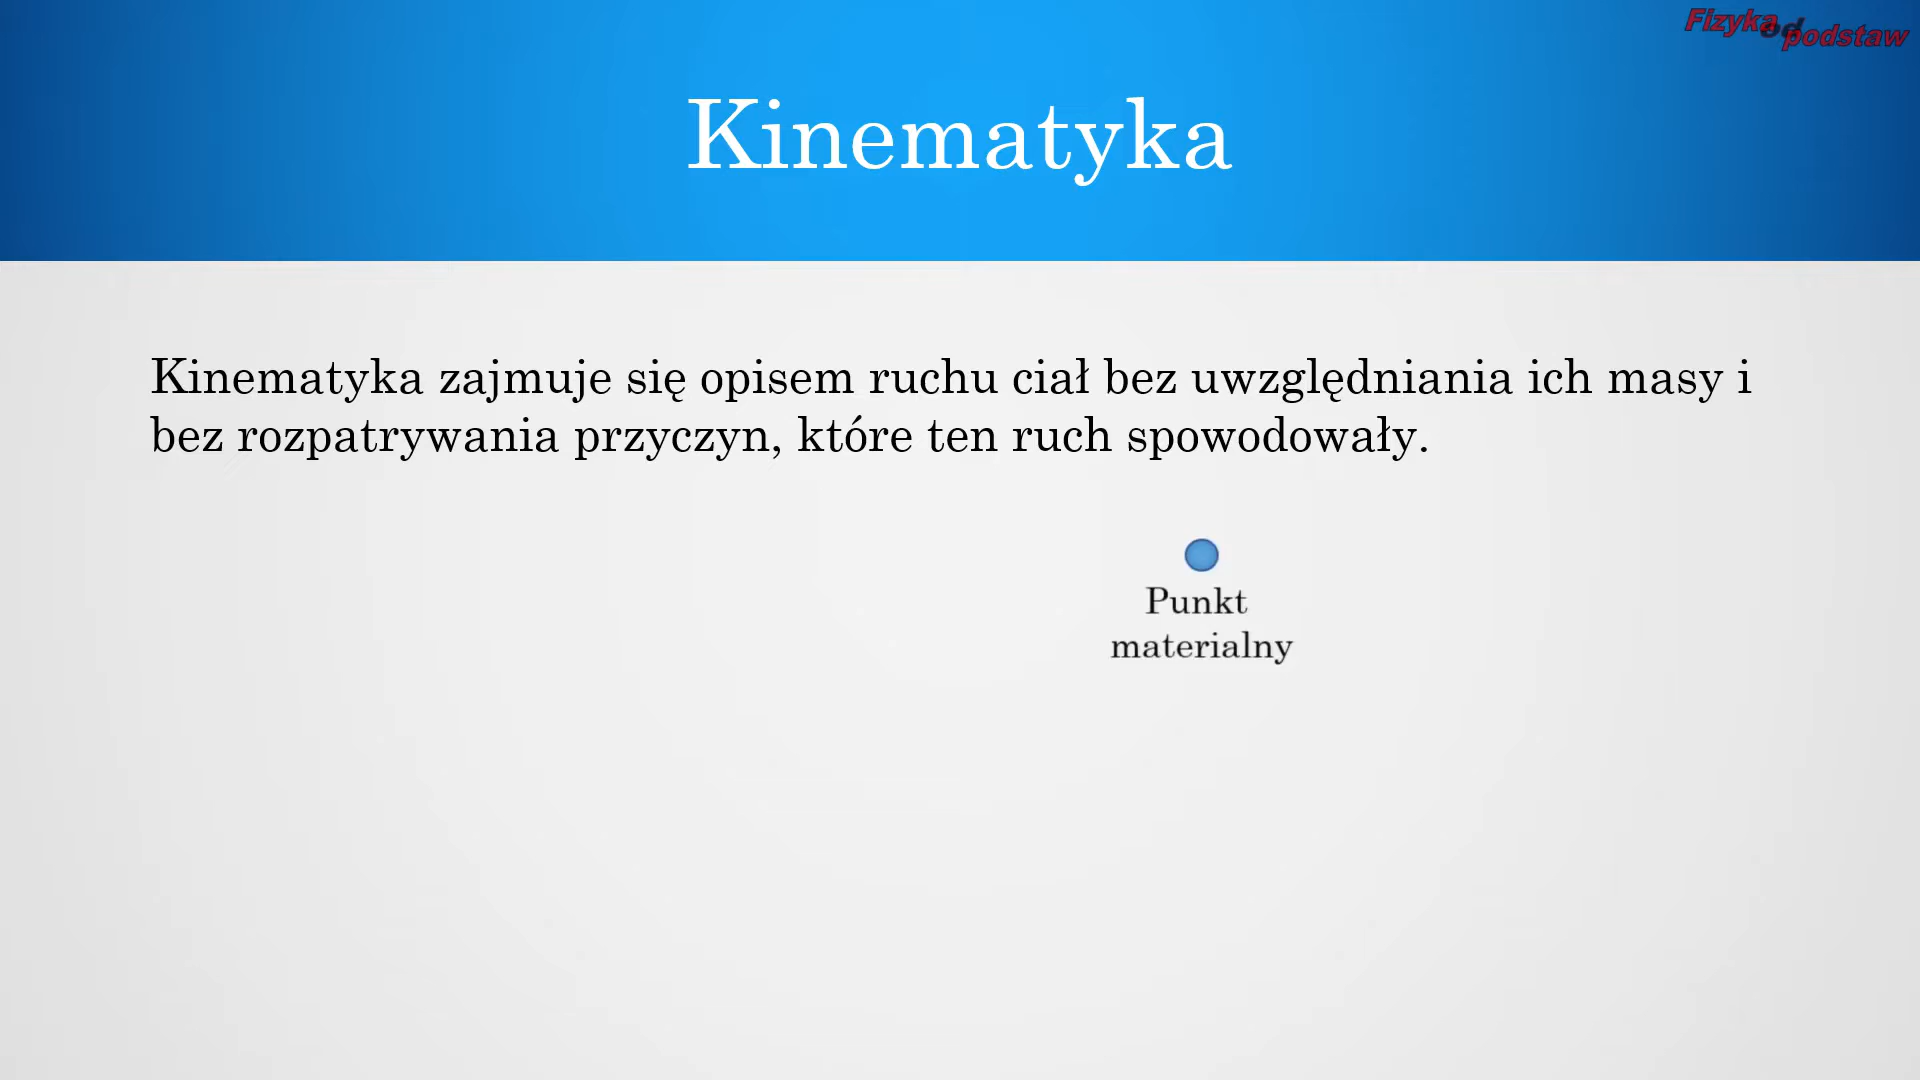 Fizyka od podstaw
Kinematyka
Kinematyka zajmuje się opisem ruchu ciał bez uwzględniania ich masy i
bez rozpatrywania przyczyn, które ten ruch spowodowały.
Punkt
materialny